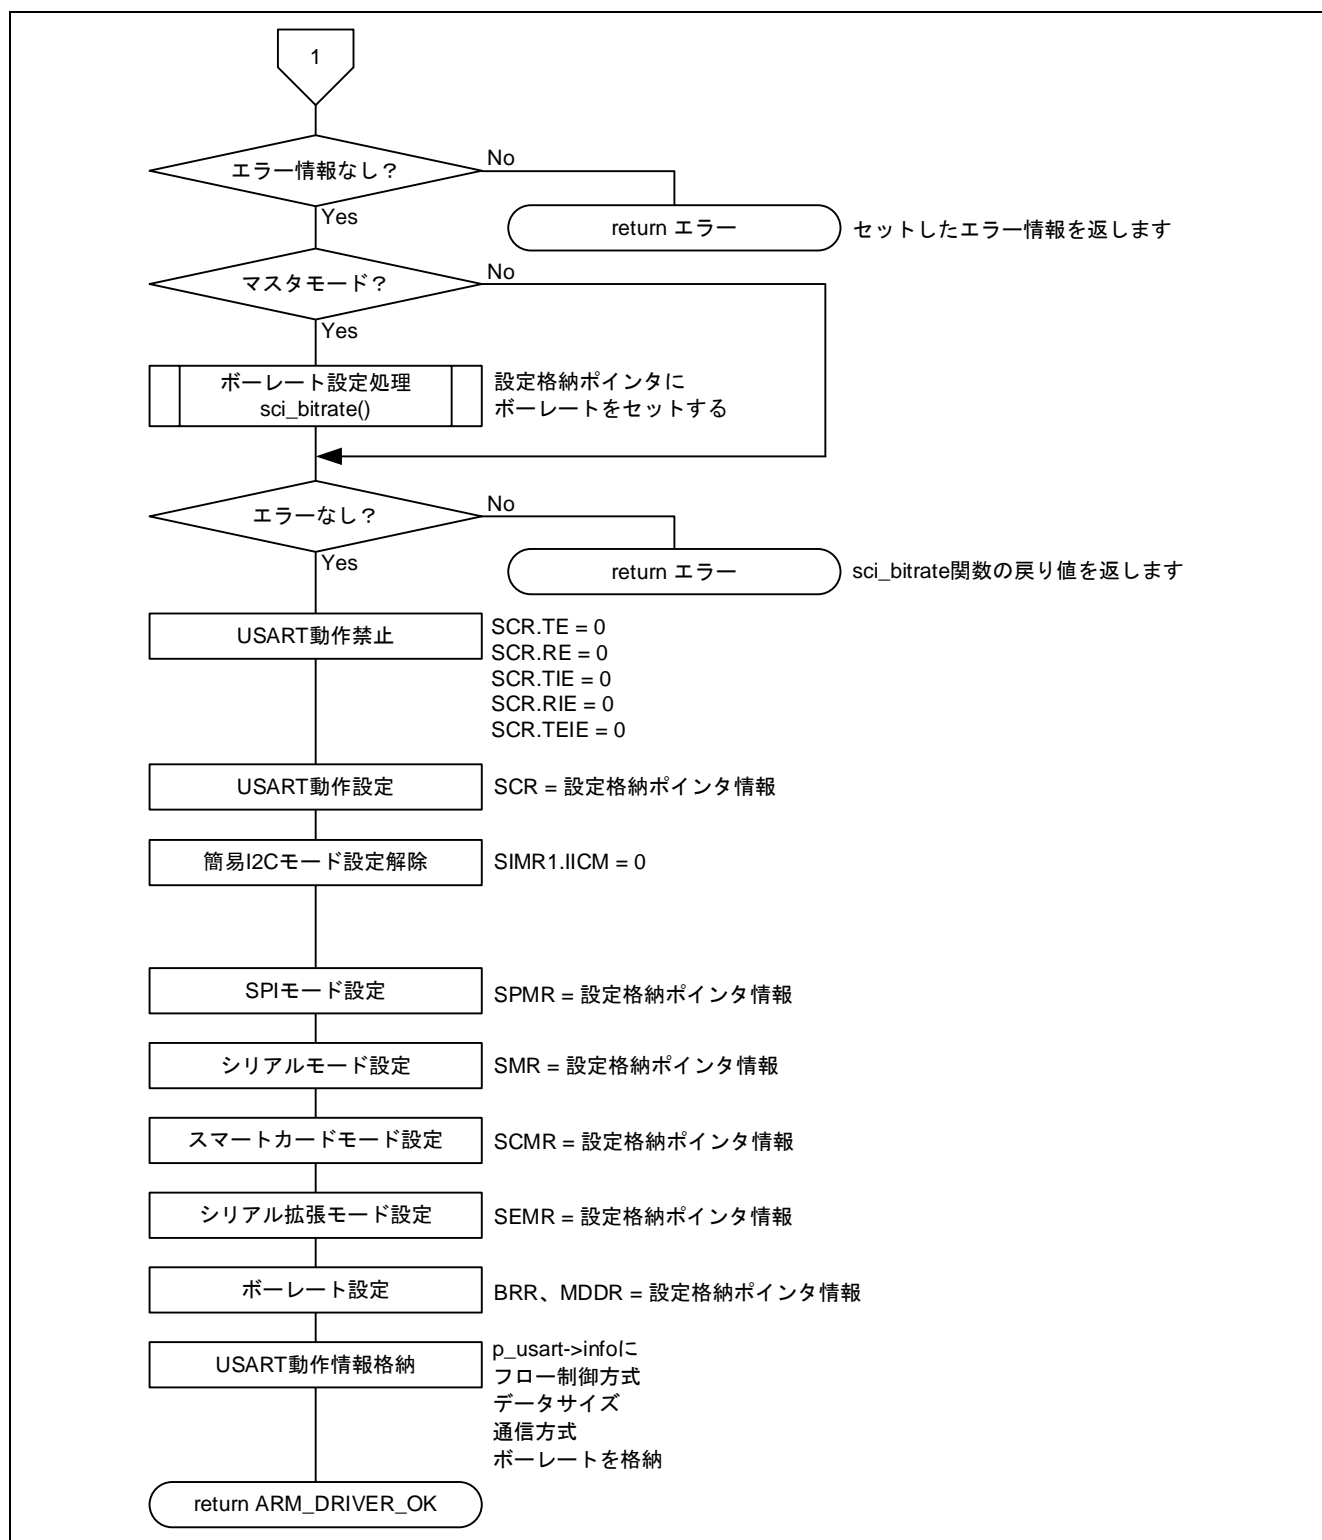 1
エラー情報なし？
No
Yes
return エラー
セットしたエラー情報を返します
マスタモード？
No
Yes
ボーレート設定処理
sci_bitrate()
設定格納ポインタに
ボーレートをセットする
エラーなし？
No
Yes
return エラー
sci_bitrate関数の戻り値を返します
USART動作禁止
SCR.TE = 0
SCR.RE = 0
SCR.TIE = 0
SCR.RIE = 0
SCR.TEIE = 0
USART動作設定
SCR = 設定格納ポインタ情報
簡易I2Cモード設定解除
SIMR1.IICM = 0
SPIモード設定
SPMR = 設定格納ポインタ情報
シリアルモード設定
SMR = 設定格納ポインタ情報
スマートカードモード設定
SCMR = 設定格納ポインタ情報
シリアル拡張モード設定
SEMR = 設定格納ポインタ情報
ボーレート設定
BRR、MDDR = 設定格納ポインタ情報
USART動作情報格納
p_usart->infoに
フロー制御方式
データサイズ
通信方式
ボーレートを格納
return ARM_DRIVER_OK